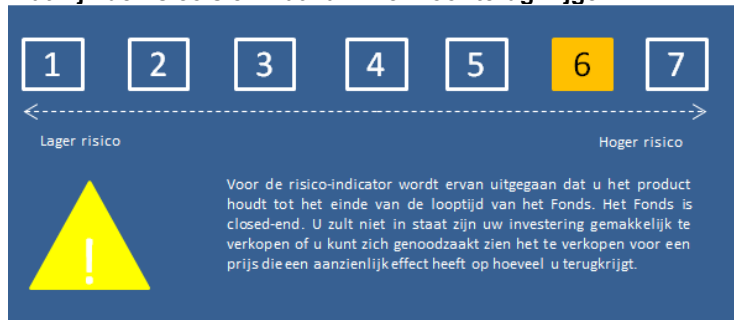 1 2 3 4 5 6 7
Lager risico Hoger risico
Voor de risico-indicator wordt ervan uitgegaan dat u het product
houdt tot het einde van de looptijd van het Fonds. Het Fonds is
closed-end. U zult niet in staat zijn uw investering gemakkelijk te
verkopen of u kunt zich genoodzaakt zien het te verkopen voor een
prijs die een aanzienlijk effect heeft op hoeveel u terugkrijgt.
!